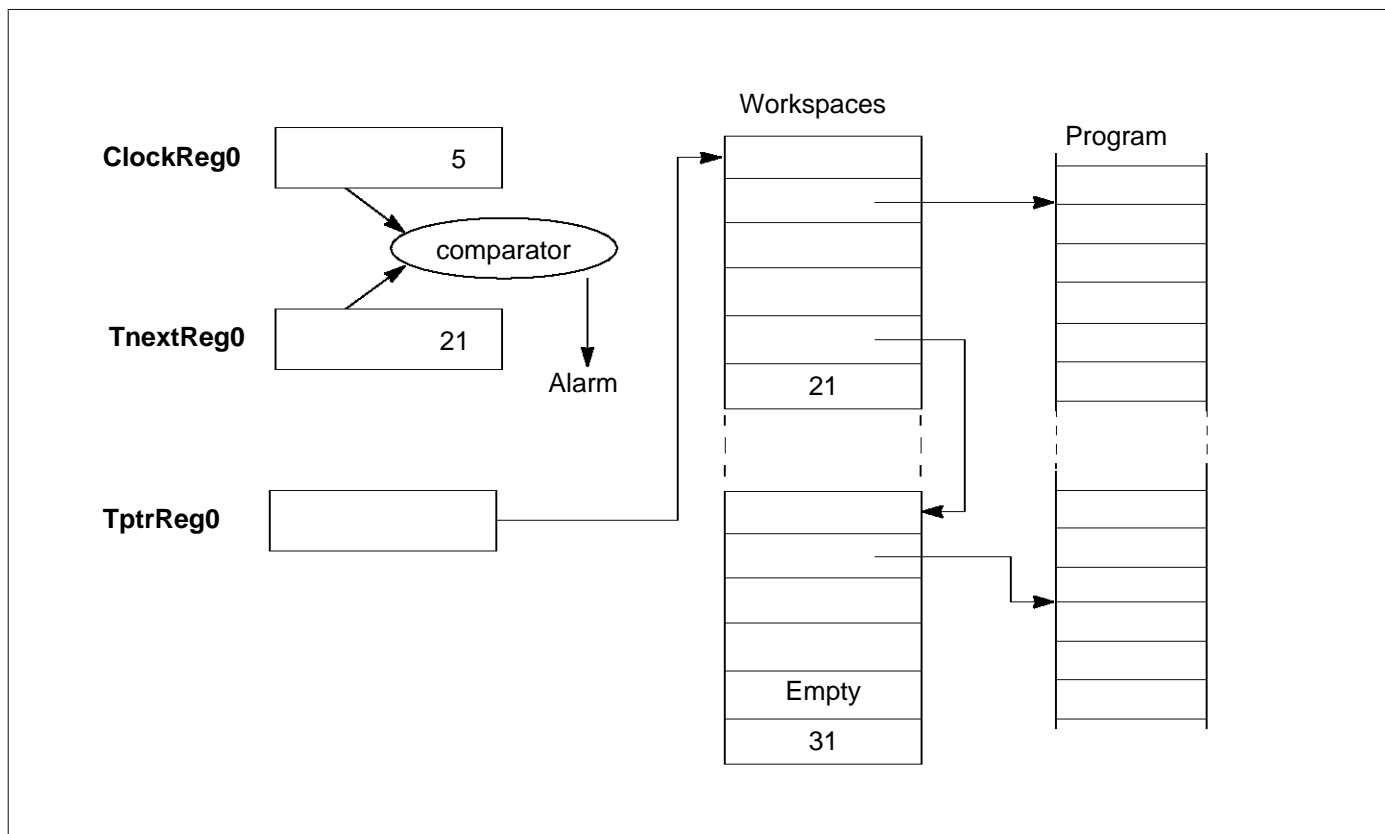 Workspaces
Program
ClockReg0
5
comparator
TnextReg0
21
Alarm
21
TptrReg0
Empty
31